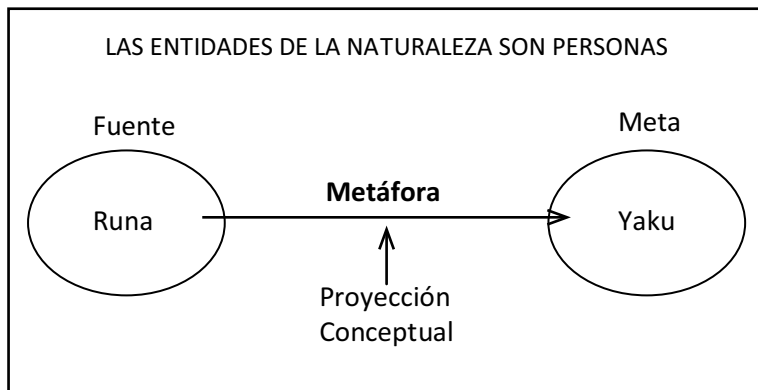 LAS ENTIDADES DE LA NATURALEZA SON PERSONAS
Fuente
Meta
Metáfora
Runa
Yaku
Proyección
Conceptual